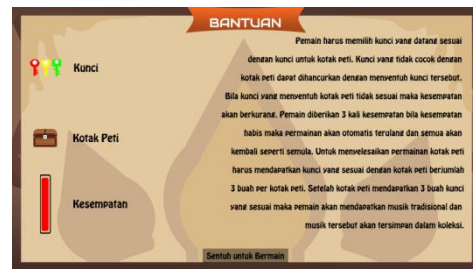 BANTUAN
Kunci
Kotak Peti
Kesempatan
Pemain harus memilih kunci yang datang sesuai
dengan kunci untuk kotak peti. Kunci yang tidak cocok dengan
kotak peti dapat dihancurkan dengan menyentuh kunci tersebut.
Bila kunci yang menyentuh kotak peti tidak sesuai maka kesempatan
akan berkurang. Pemain diberikan 3 kali kesempatan bila kesempatan
habis maka permainan akan otomatis terulang dan semua akan
kembali seperti semula. Untuk menyelesaikan permainan kotak peti
harus mendapatkan kunci yang sesuai dengan kotak peti berjumlah
3 buah per kotak peti. Setelah kotak peti mendapatkan 3 buah kunci
yang sesuai maka pemain akan mendapatkan musik tradisional dan
musik tersebut akan tersimpan dalam koleksi.
Sentuh untuk Bermain